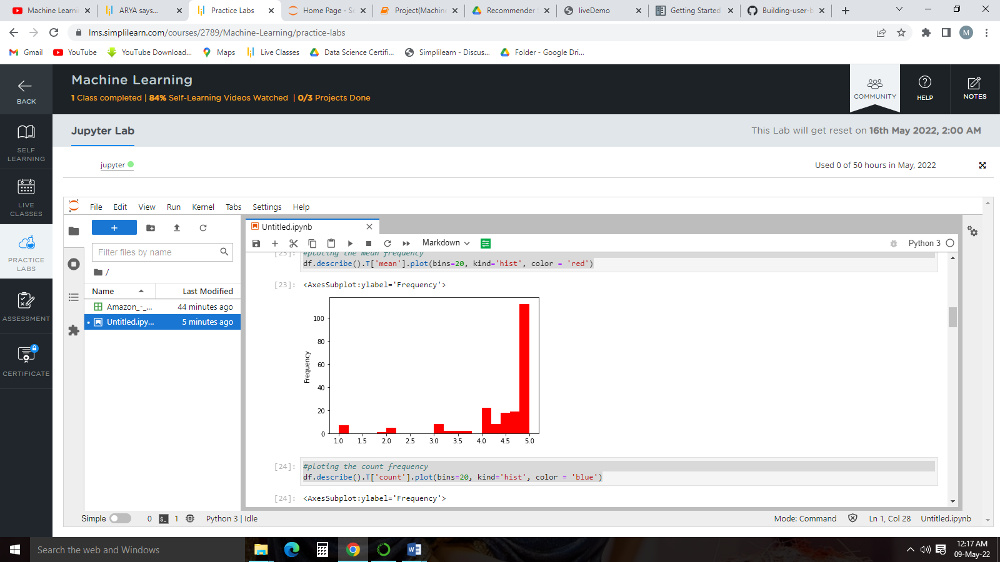 Machine Learni
ARYA says...
Practice Labs
Home Page - Se
Project(Machine
Recommender
liveDemo
Getting Started
Building-user-b
lms.simplilearn.com/courses/2789/Machine-Learning/practice-labs
M
Gmail
YouTube
YouTube Download...
Maps
Live Classes
Data Science Certifi...
Simplilearn - Discus...
Folder - Google Dri...
BACK
Machine Learning
1 Class completed | 84% Self-Learning Videos Watched | 0/3 Projects Done
COMMUNITY
HELP
NOTES
SELF
LEARNING
LIVE
CLASSES
PRACTICE
LABS
ASSESSMENT
CERTIFICATE
Jupyter Lab
This Lab will get reset on 16th May 2022, 2:00 AM
jupyter
Used 0 of 50 hours in May, 2022
File Edit View Run Kernel Tabs Settings Help
Filter files by name
/
Name Last Modified
Amazon_-_... 44 minutes ago
Untitled.ipy... 5 minutes ago
Untitled.ipynb
Markdown
Python 3
[23]: #ploting the mean frequency
df.describe().T['mean'].plot(bins=20, kind='hist', color = 'red')
[23]: <AxesSubplot:ylabel='Frequency'>
100
80
60
40
20
0
Frequency
1.0 1.5 2.0 2.5 3.0 3.5 4.0 4.5 5.0
[24]: #ploting the count frequency
df.describe().T['count'].plot(bins=20, kind='hist', color = 'blue')
[24]: <AxesSubplot:ylabel='Frequency'>
Simple 0 $_ 1 Python 3 | Idle
Mode: Command Ln 1, Col 28 Untitled.ipynb
Search the web and Windows
12:17 AM
09-May-22